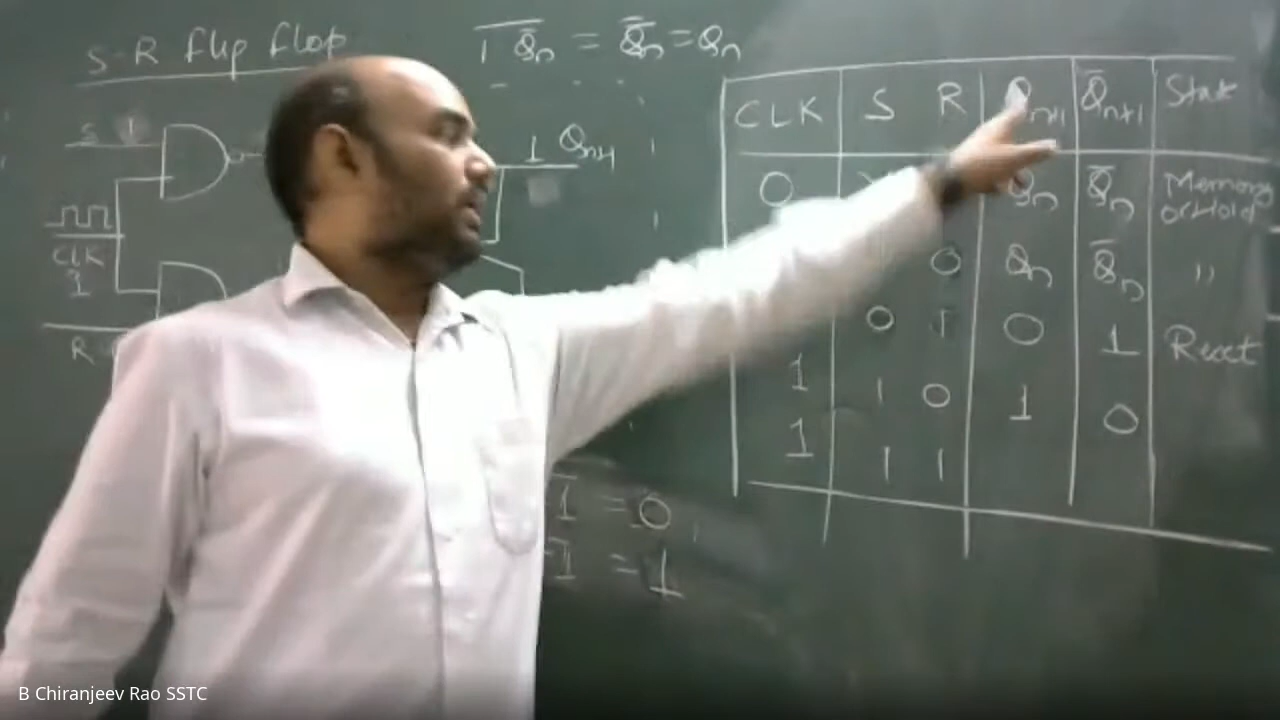 S-R flip flop
1 Q̅n = Q̅n = Qn
S 1
CLK
1
R
1 Qn+1
CLK S R Qn+1 Q̅n+1 State
0 Qn Q̅n Memory or Hold
0 Qn Q̅n "
0 1 0 1 Reset
1 1 0 1 0
1 1 1
1 = 0
1 = 1
B Chiranjeev Rao SSTC